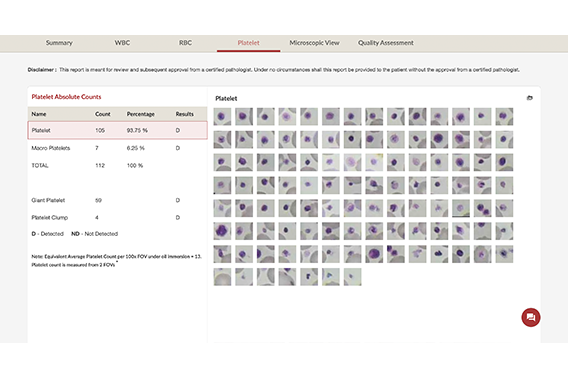 Summary WBC RBC Platelet Microscopic View Quality Assessment
Disclaimer : This report is meant for review and subsequent approval from a certified pathologist. Under no circumstances shall this report be provided to the patient without the approval from a certified pathologist.
Platelet Absolute Counts
Name Count Percentage Results
Platelet 105 93.75 % D
Macro Platelets 7 6.25 % D
TOTAL 112 100 %
Giant Platelet 59 D
Platelet Clump 4 D
D - Detected ND - Not Detected
Note: Equivalent Average Platelet Count per 100x FOV under oil immersion = 13.
Platelet count is measured from 2 FOVs
Platelet